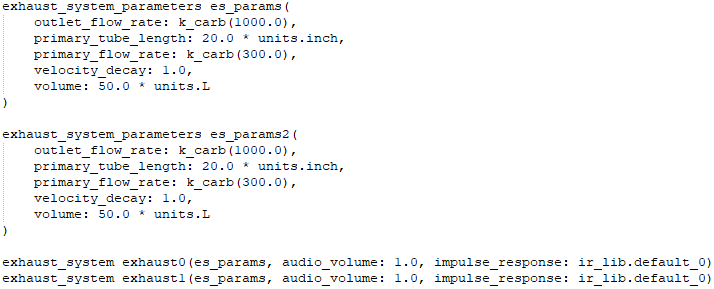 exhaust_system_parameters es_params(
    outlet_flow_rate: k_carb(1000.0),
    primary_tube_length: 20.0 * units.inch,
    primary_flow_rate: k_carb(300.0),
    velocity_decay: 1.0,
    volume: 50.0 * units.L
)
exhaust_system_parameters es_params2(
    outlet_flow_rate: k_carb(1000.0),
    primary_tube_length: 20.0 * units.inch,
    primary_flow_rate: k_carb(300.0),
    velocity_decay: 1.0,
    volume: 50.0 * units.L
)
exhaust_system exhaust0(es_params, audio_volume: 1.0, impulse_response: ir_lib.default_0)
exhaust_system exhaust1(es_params, audio_volume: 1.0, impulse_response: ir_lib.default_0)